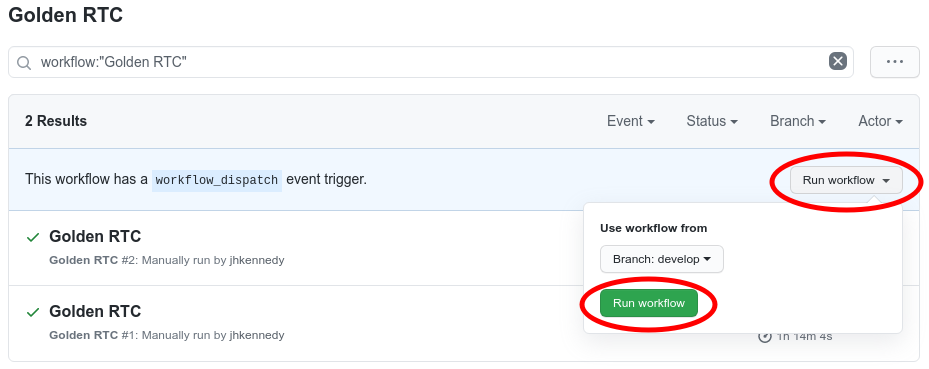 Golden RTC
workflow:"Golden RTC"
2 Results
Event Status Branch Actor
This workflow has a workflow_dispatch event trigger.
Run workflow
Use workflow from
Branch: develop
Run workflow
Golden RTC
Golden RTC #2: Manually run by jhkennedy
Golden RTC
Golden RTC #1: Manually run by jhkennedy
1h 14m 4s